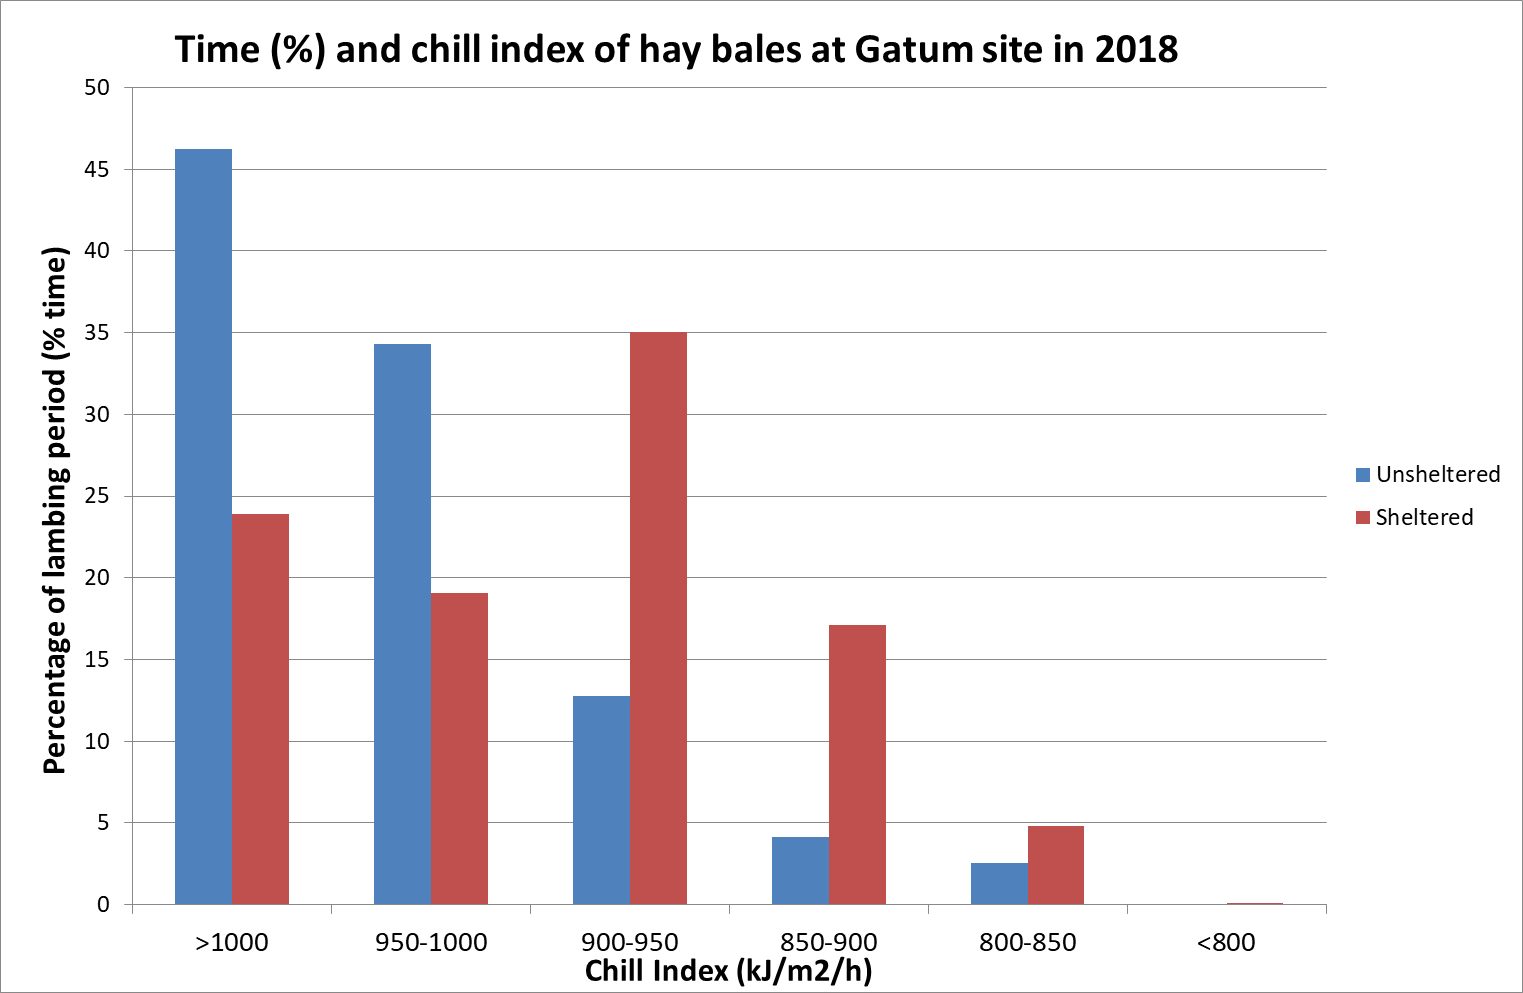 Time (%) and chill index of hay bales at Gatum site in 2018
Percentage of lambing period (% time)
50
45
40
35
30
25
20
15
10
5
0
>1000 950-1000 900-950 850-900 800-850 <800
Chill Index (kJ/m2/h)
Unsheltered
Sheltered